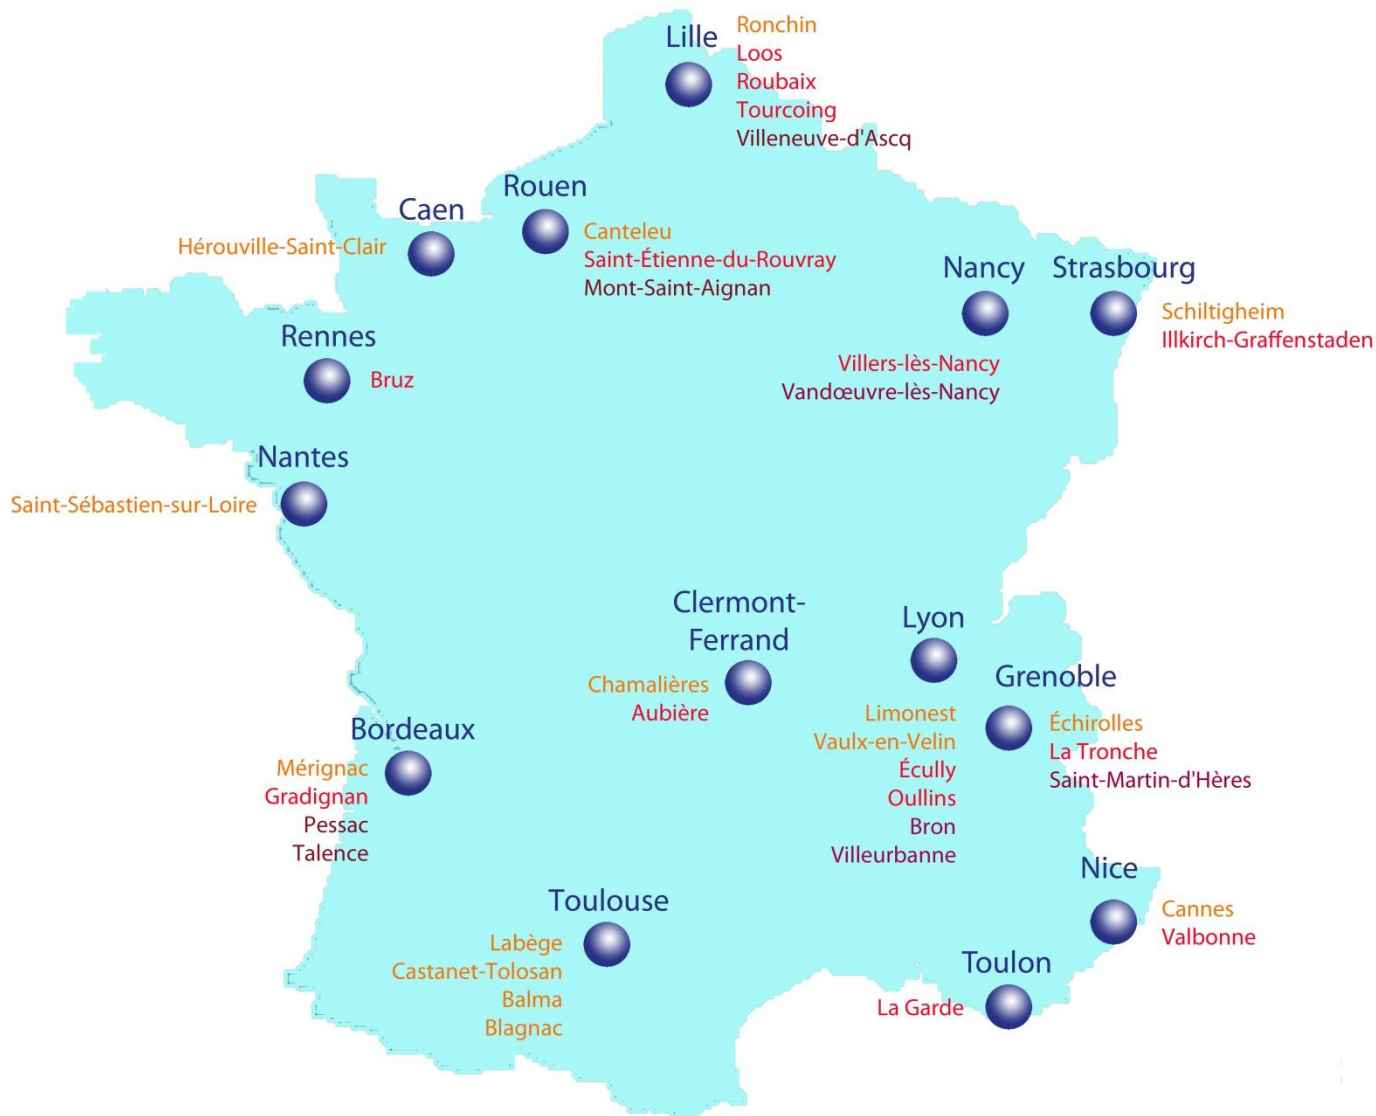 Lille
Ronchin
Loos
Roubaix
Tourcoing
Villeneuve-d'Ascq
Rouen
Canteleu
Saint-Étienne-du-Rouvray
Mont-Saint-Aignan
Caen
Hérouville-Saint-Clair
Nancy
Villers-lès-Nancy
Vandœuvre-lès-Nancy
Strasbourg
Schiltigheim
Illkirch-Graffenstaden
Rennes
Bruz
Nantes
Saint-Sébastien-sur-Loire
Clermont-
Ferrand
Chamalières
Aubière
Lyon
Limonest
Vaulx-en-Velin
Écully
Oullins
Bron
Villeurbanne
Grenoble
Échirolles
La Tronche
Saint-Martin-d'Hères
Bordeaux
Mérignac
Gradignan
Pessac
Talence
Toulouse
Labège
Castanet-Tolosan
Balma
Blagnac
Nice
Cannes
Valbonne
Toulon
La Garde